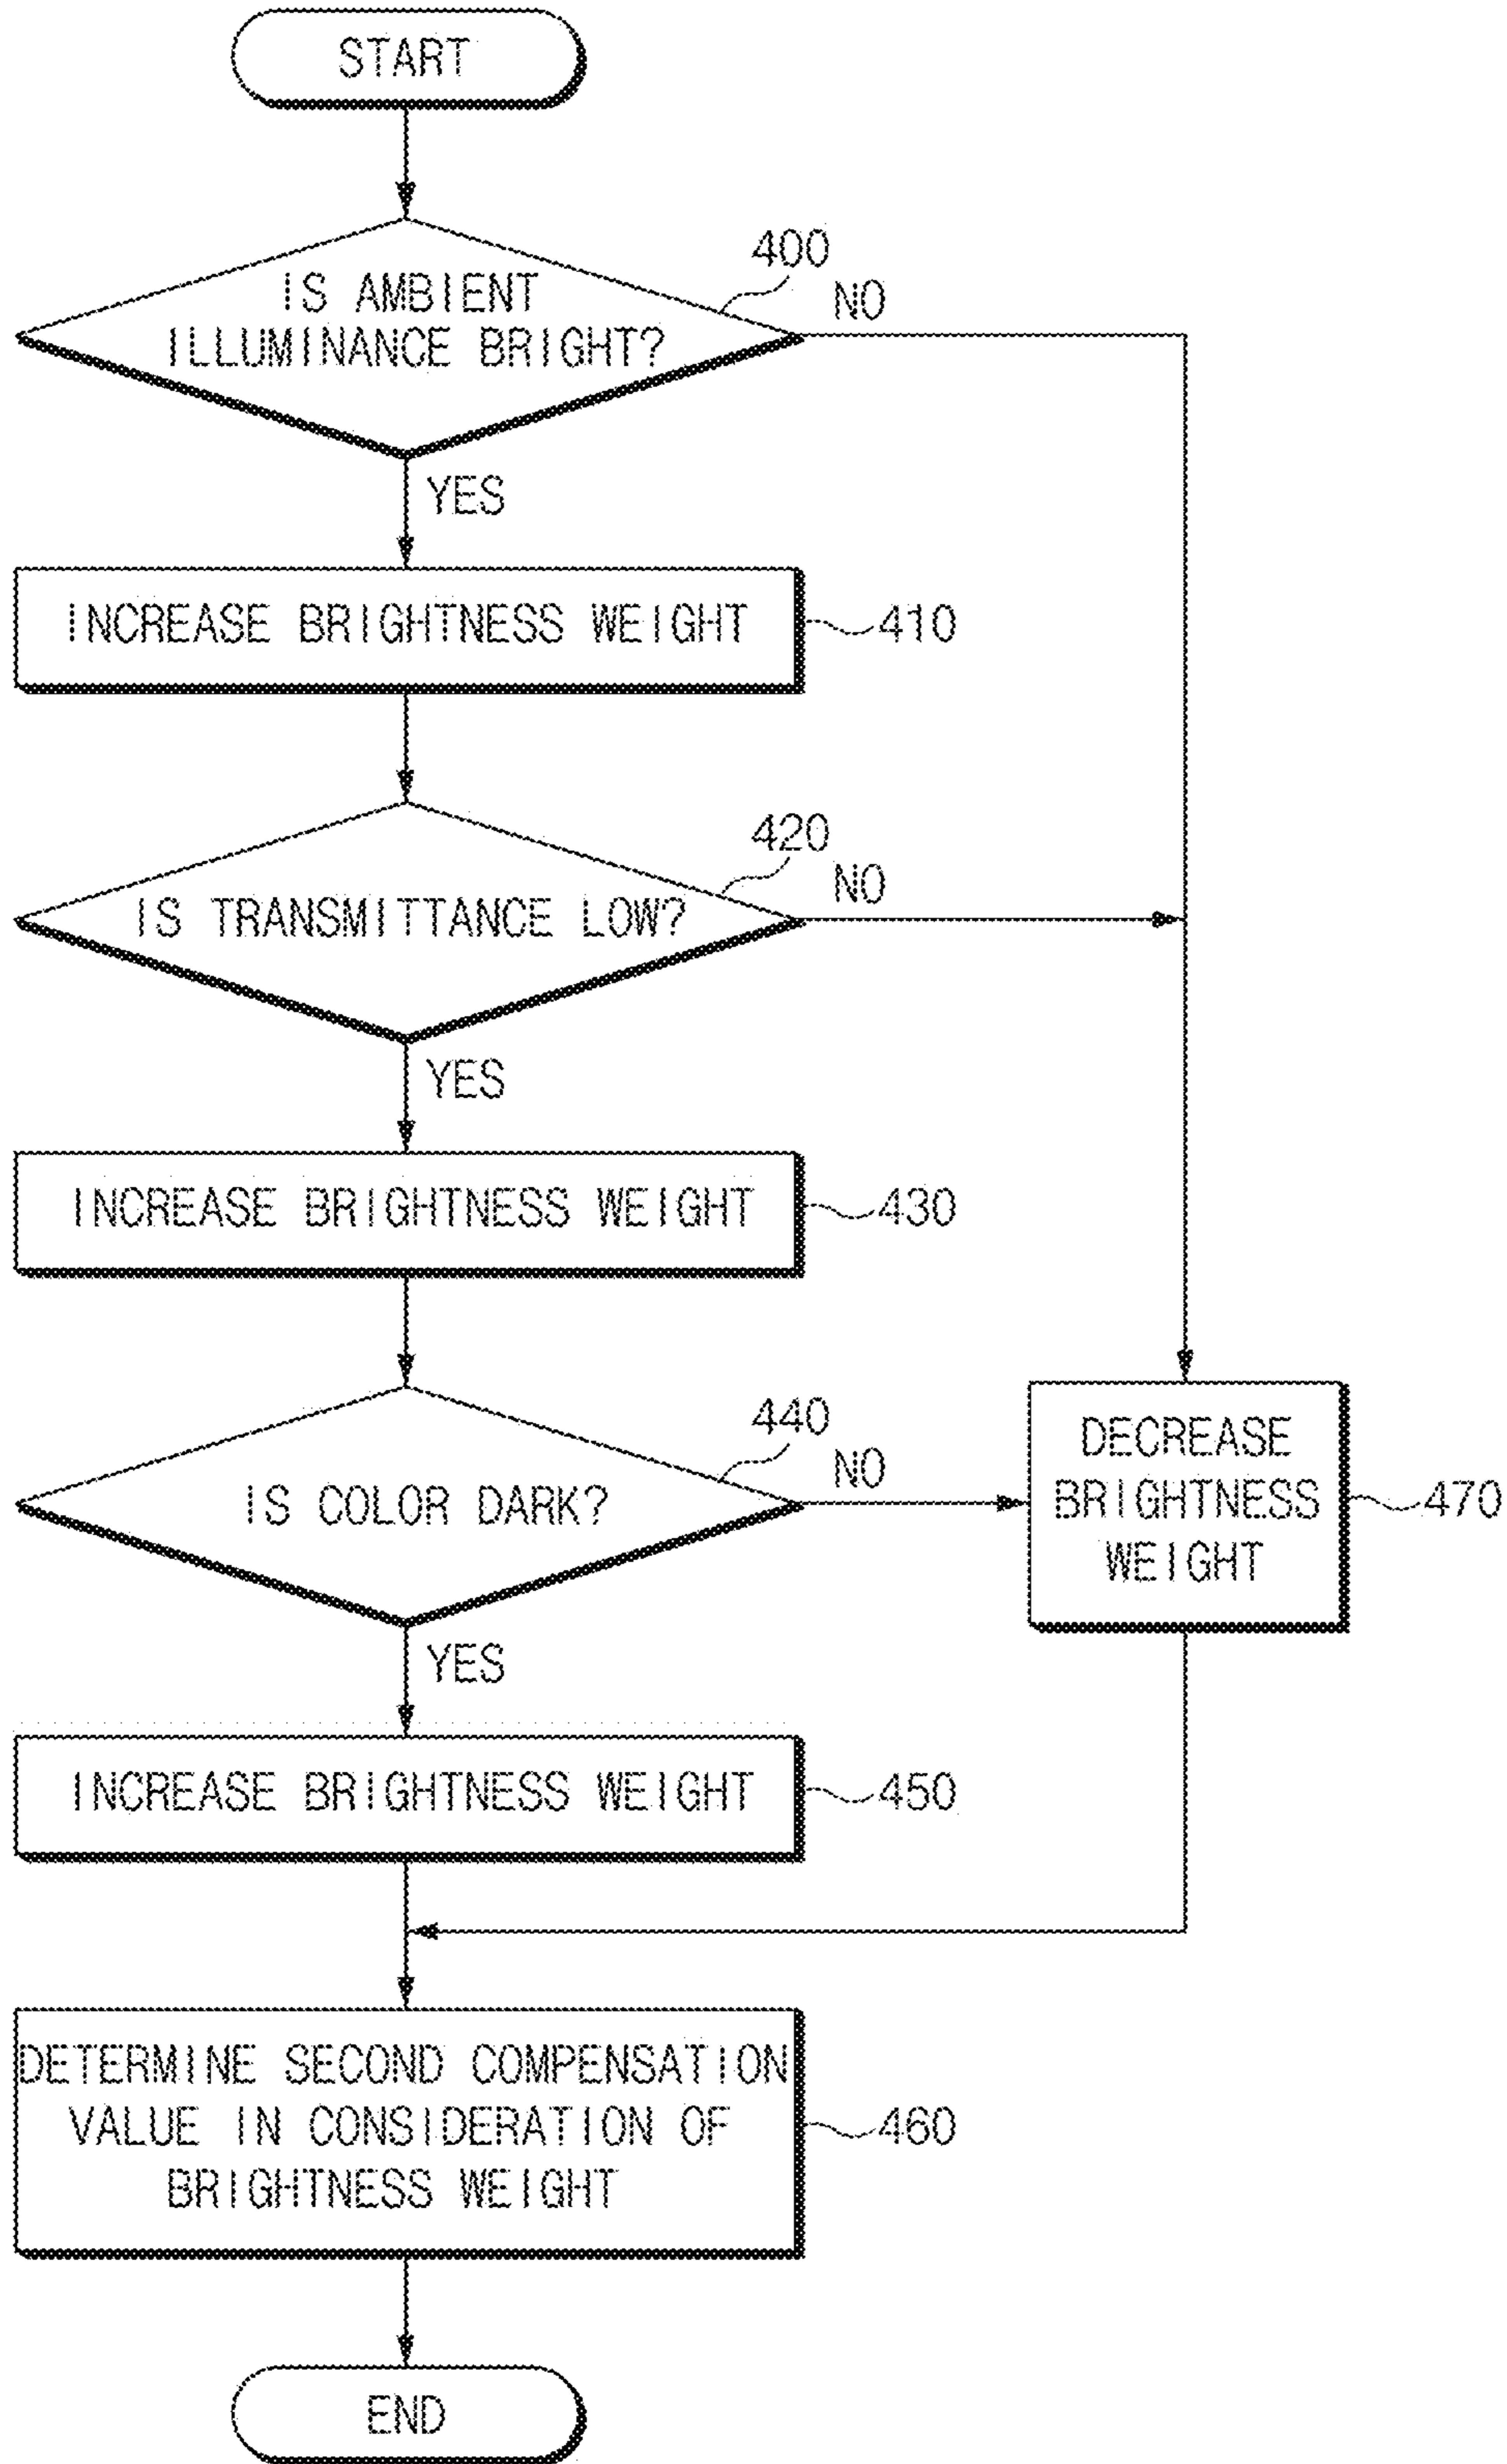 START
400
NO
IS AMBIENT
ILLUMINANCE BRIGHT?
YES
INCREASE BRIGHTNESS WEIGHT
410
420
NO
IS TRANSMITTANCE LOW?
YES
INCREASE BRIGHTNESS WEIGHT
430
440
NO
IS COLOR DARK?
DECREASE
BRIGHTNESS
WEIGHT
470
YES
INCREASE BRIGHTNESS WEIGHT
450
DETERMINE SECOND COMPENSATION
VALUE IN CONSIDERATION OF
BRIGHTNESS WEIGHT
460
END